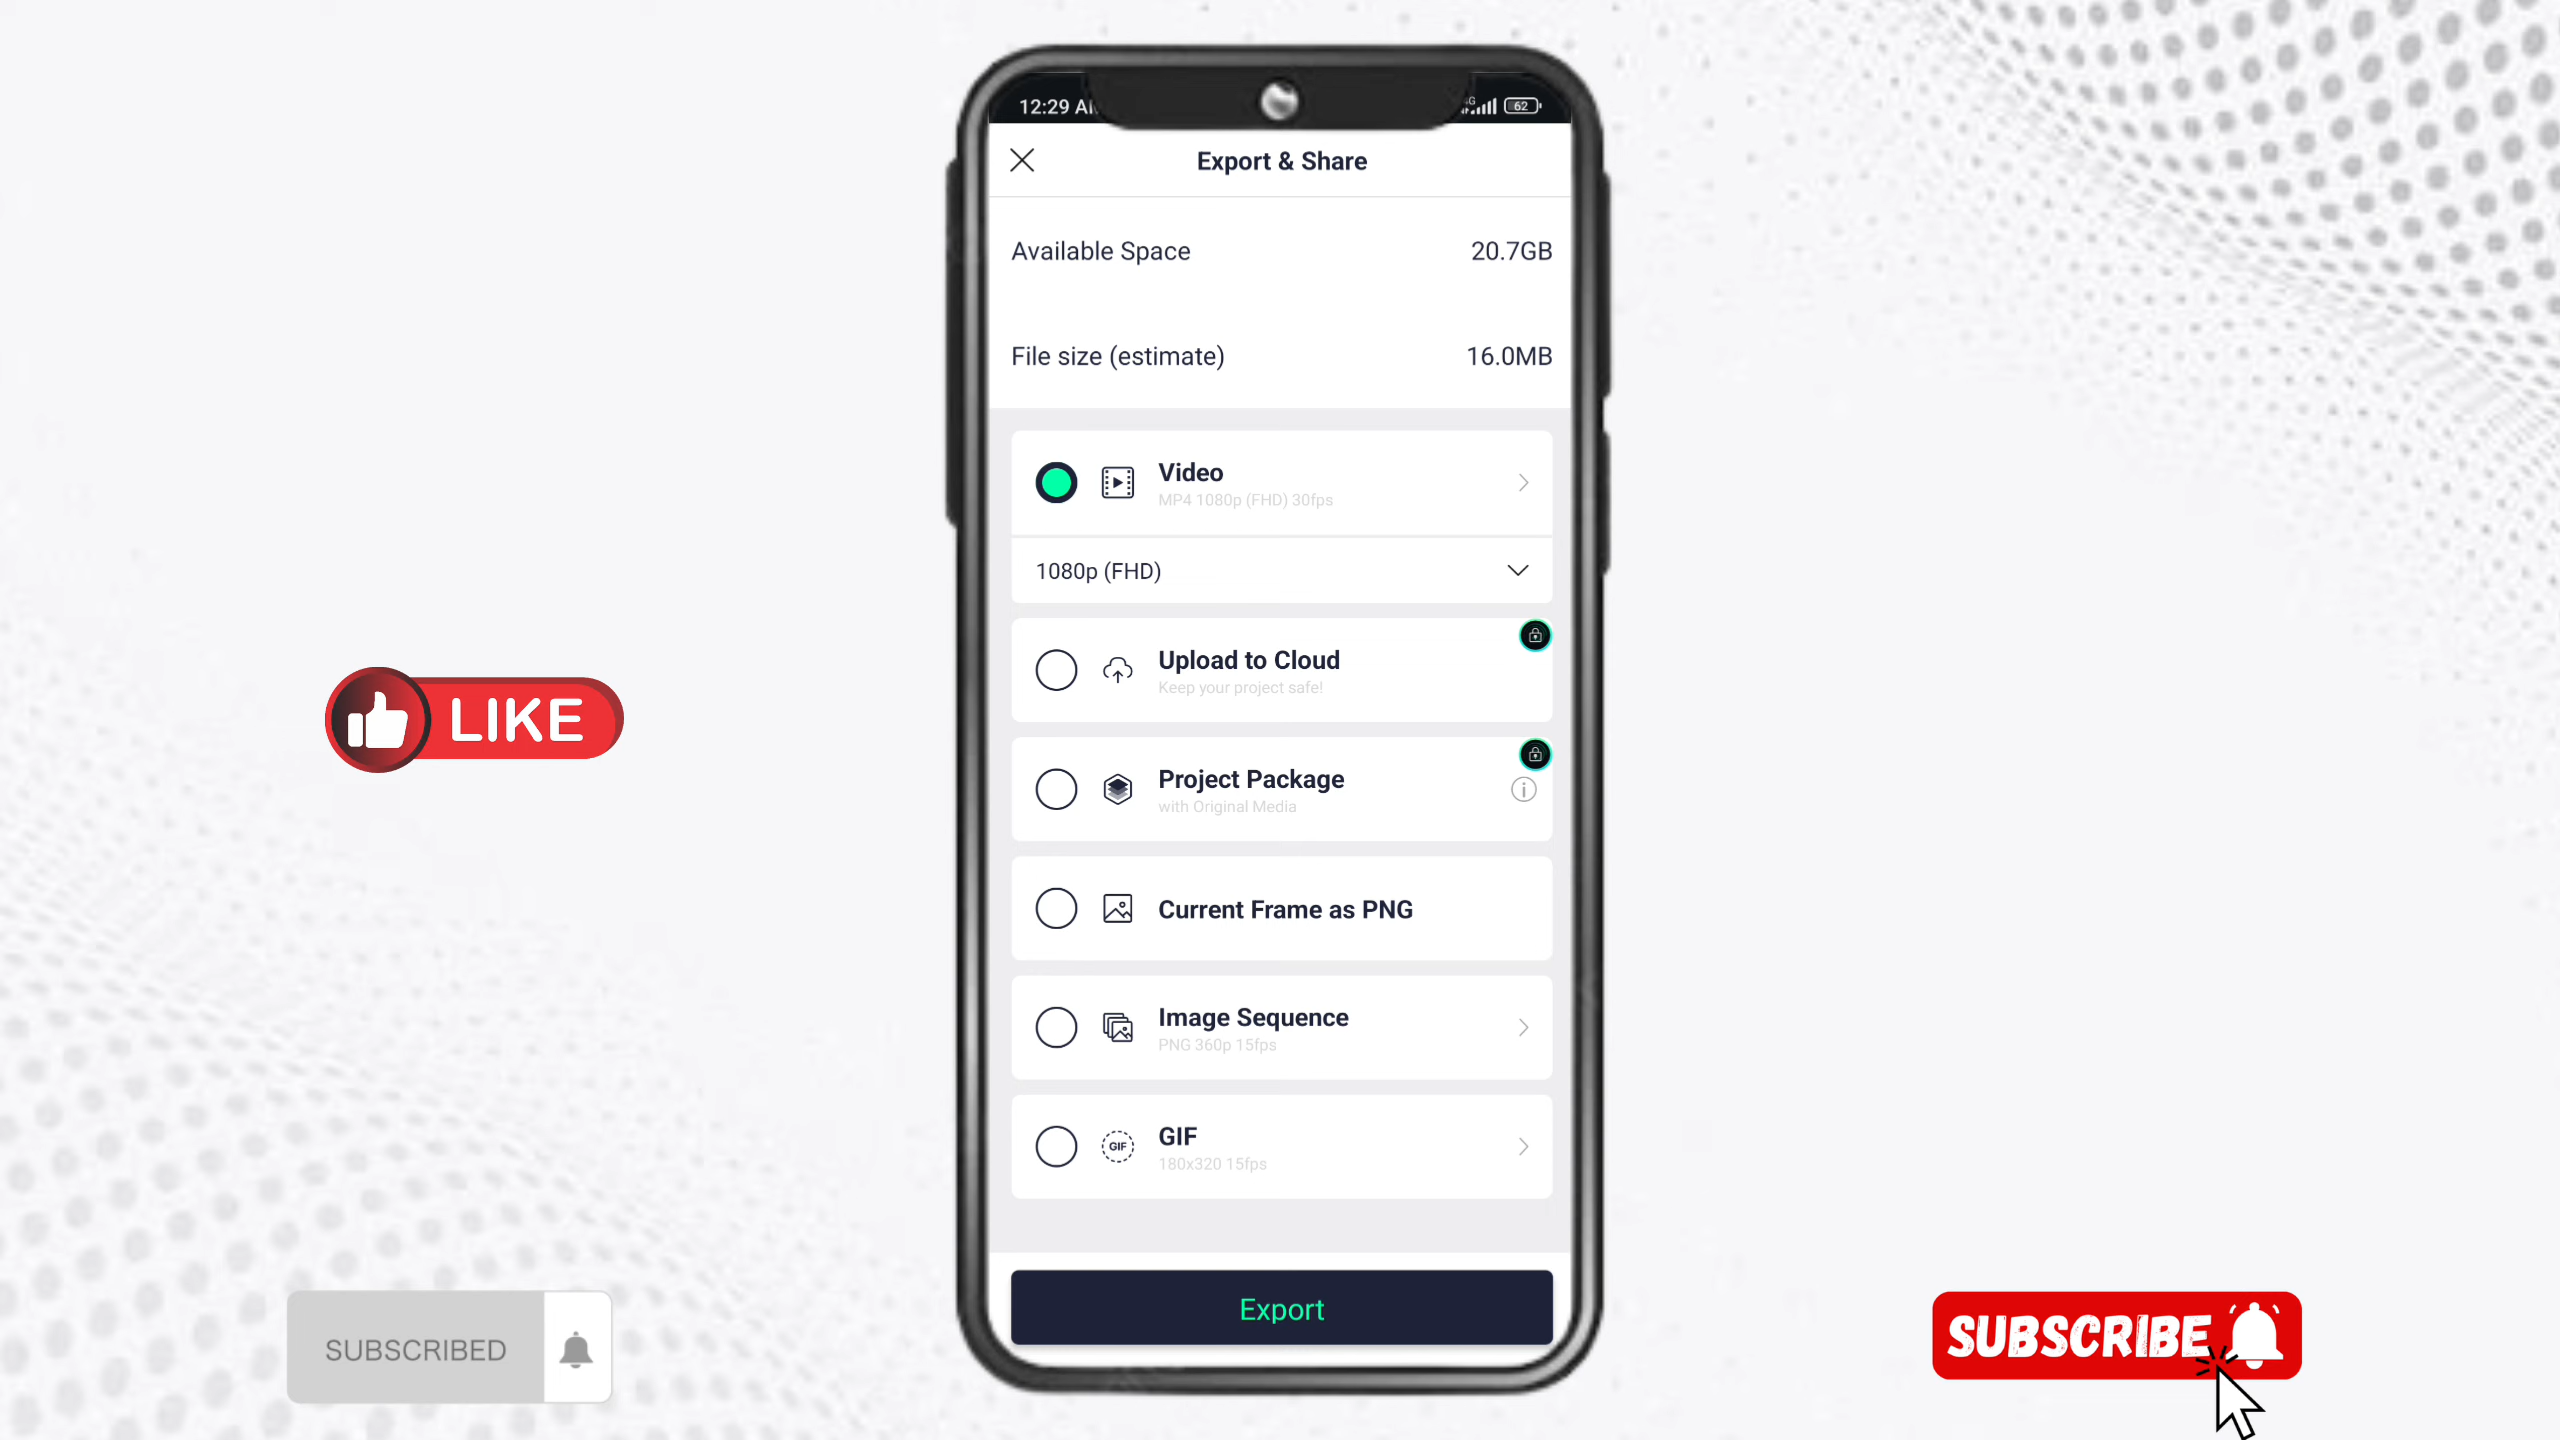 12:29 A
4G
62
Export & Share
Available Space 20.7GB
File size (estimate) 16.0MB
Video
MP4 1080p (FHD) 30fps
1080p (FHD)
Upload to Cloud
Keep your project safe!
Project Package
with Original Media
Current Frame as PNG
Image Sequence
PNG 360p 15fps
GIF
GIF
180x320 15fps
Export
LIKE
SUBSCRIBED
SUBSCRIBE